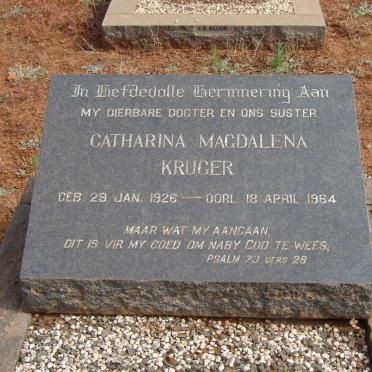 In Liefdevolle Herinnering Aan
MY DIERBARE DOGTER EN ONS SUSTER
CATHARINA MAGDALENA
KRUGER
GEB. 29 JAN. 1926 — OORL. 18 APRIL 1964
MAAR WAT MY AANGAAN,
DIT IS VIR MY GOED OM NABY GOD TE WEES,
PSALM 73 VERS 28